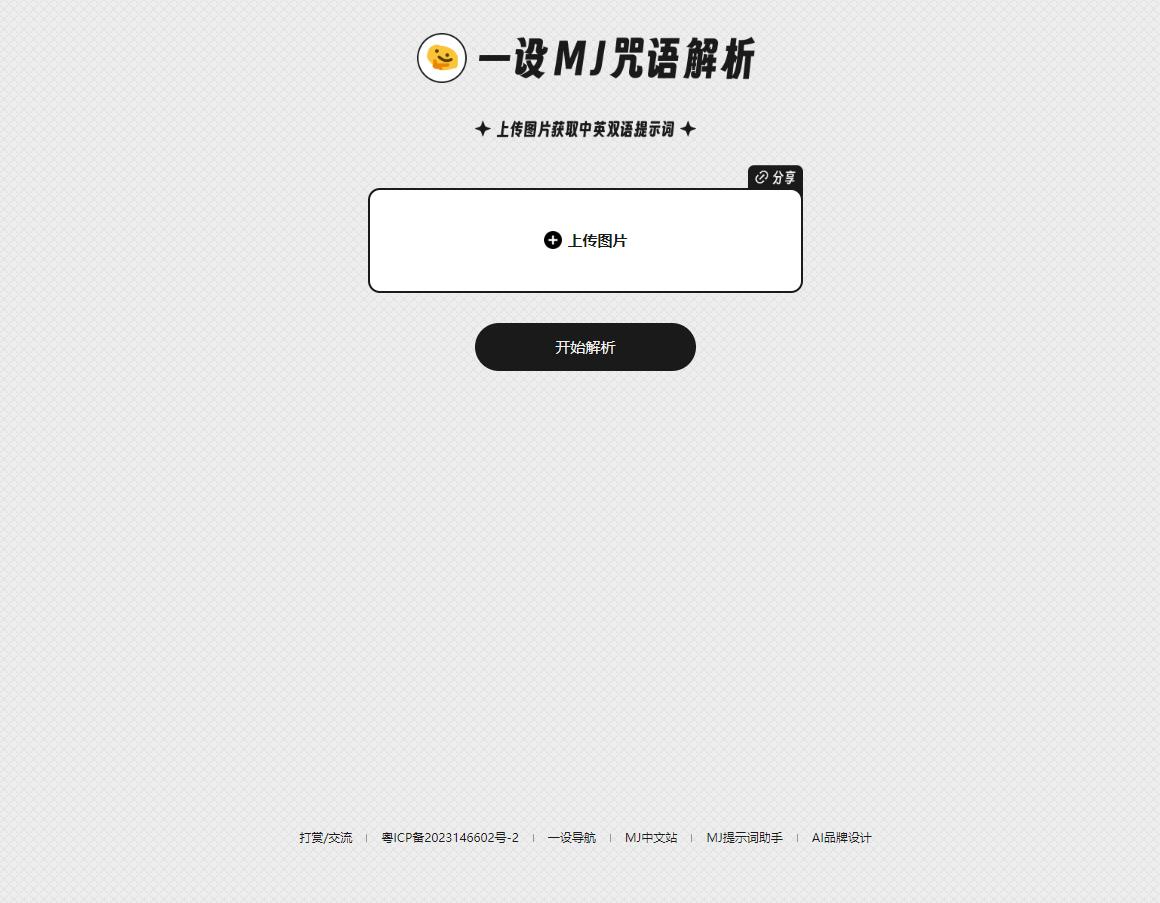 一设MJ咒语解析
上传图片获取中英双语提示词
分享
上传图片
开始解析
打赏/交流 | 粤ICP备2023146602号-2 | 一设导航 | MJ中文站 | MJ提示词助手 | AI品牌设计